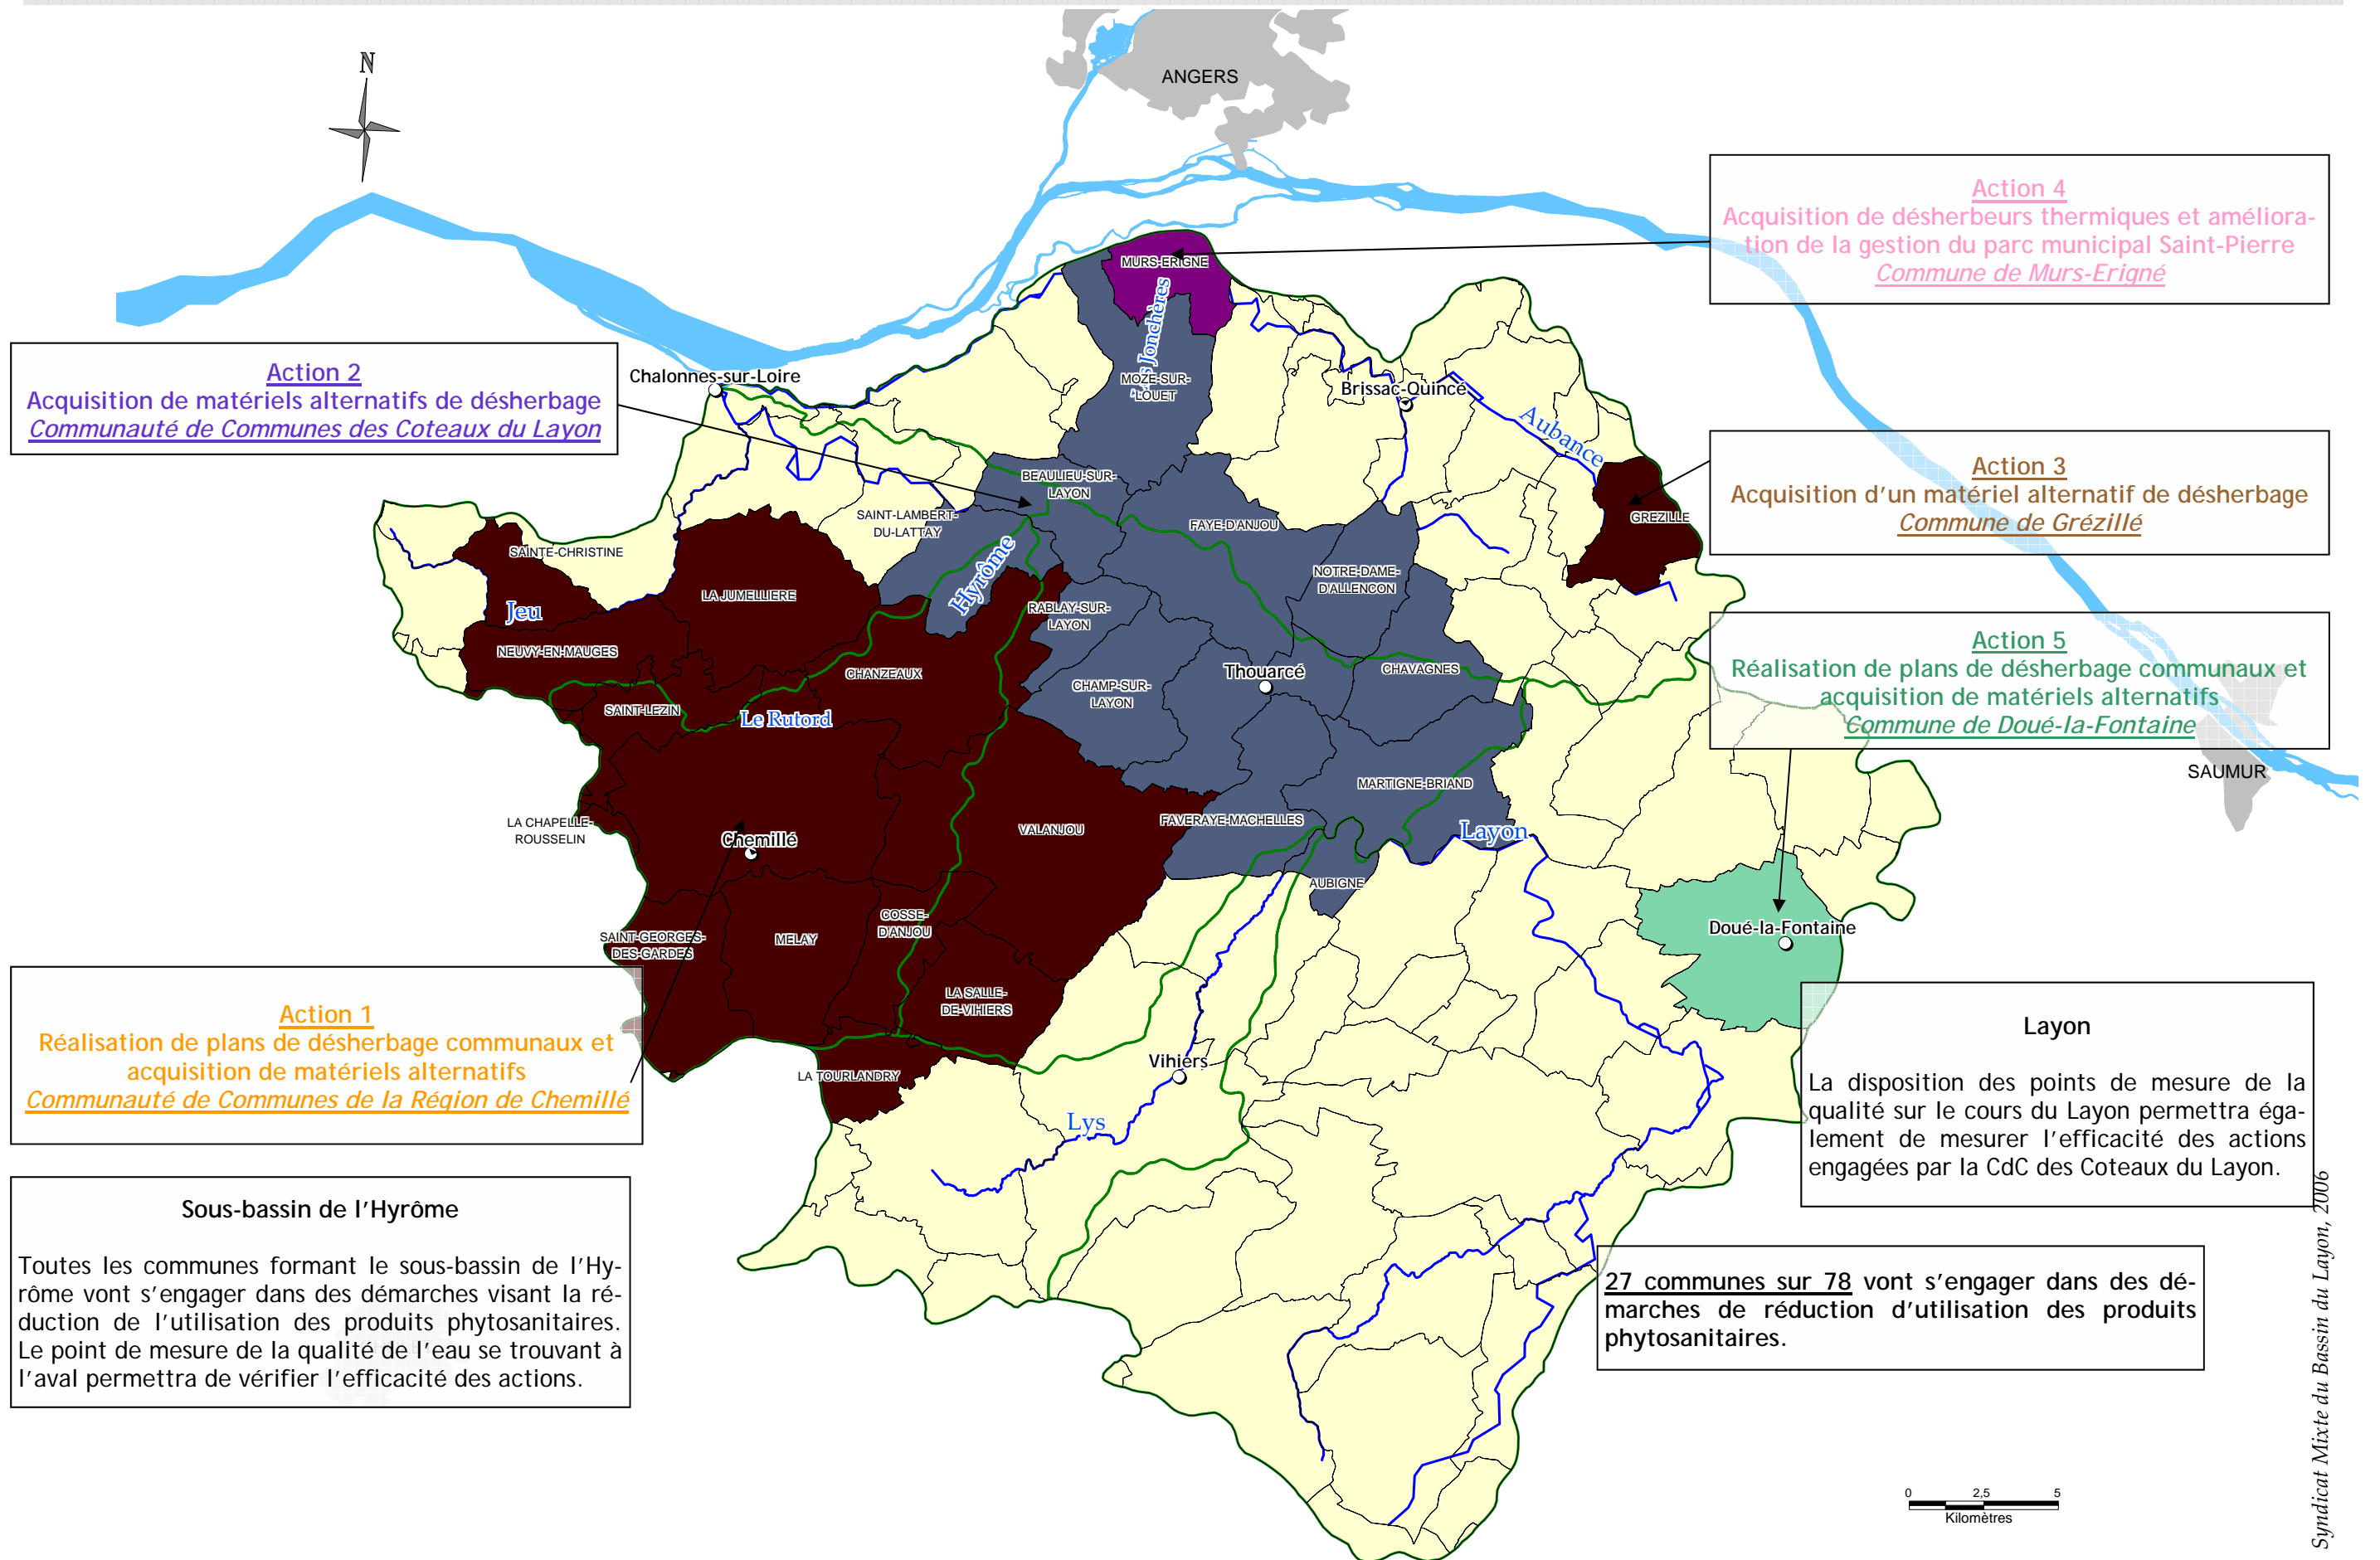 N
ANGERS
Action 4
Acquisition de désherbeurs thermiques et améliora-
tion de la gestion du parc municipal Saint-Pierre
Commune de Murs-Erigné
MURS-ERIGNE
Jonchères
MOZE-SUR-
LOUET
Action 2
Acquisition de matériels alternatifs de désherbage
Communauté de Communes des Coteaux du Layon
Chalonnes-sur-Loire
Brissac-Quincé
Aubance
Action 3
Acquisition d'un matériel alternatif de désherbage
Commune de Grézillé
GREZILLE
BEAULIEU-SUR-
LAYON
SAINT-LAMBERT-
DU-LATTAY
FAYE-D'ANJOU
SAINTE-CHRISTINE
Hyrôme
NOTRE-DAME-
D'ALLENCON
LA JUMELLIERE
Jeu
RABLAY-SUR-
LAYON
Action 5
Réalisation de plans de désherbage communaux et
acquisition de matériels alternatifs
Commune de Doué-la-Fontaine
NEUVY-EN-MAUGES
CHANZEAUX
Thouarcé
CHAVAGNES
CHAMP-SUR-
LAYON
SAINT-LEZIN
Le Rutord
SAUMUR
MARTIGNE-BRIAND
LA CHAPELLE-
ROUSSELIN
VALANJOU
FAVERAYE-MACHELLES
Layon
Chemillé
AUBIGNE
COSSE-
D'ANJOU
SAINT-GEORGES-
DES-GARDES
MELAY
Doué-la-Fontaine
LA SALLE-
DE-VIHIERS
Action 1
Réalisation de plans de désherbage communaux et
acquisition de matériels alternatifs
Communauté de Communes de la Région de Chemillé
LA TOURLANDRY
Vihiers
Lys
Layon
La disposition des points de mesure de la
qualité sur le cours du Layon permettra éga-
lement de mesurer l'efficacité des actions
engagées par la CdC des Coteaux du Layon.
Sous-bassin de l'Hyrôme
Toutes les communes formant le sous-bassin de l'Hy-
rôme vont s'engager dans des démarches visant la ré-
duction de l'utilisation des produits phytosanitaires.
Le point de mesure de la qualité de l'eau se trouvant à
l'aval permettra de vérifier l'efficacité des actions.
27 communes sur 78 vont s'engager dans des dé-
marches de réduction d'utilisation des produits
phytosanitaires.
0 2,5 5
Kilomètres
Syndicat Mixte du Bassin du Layon, 2006